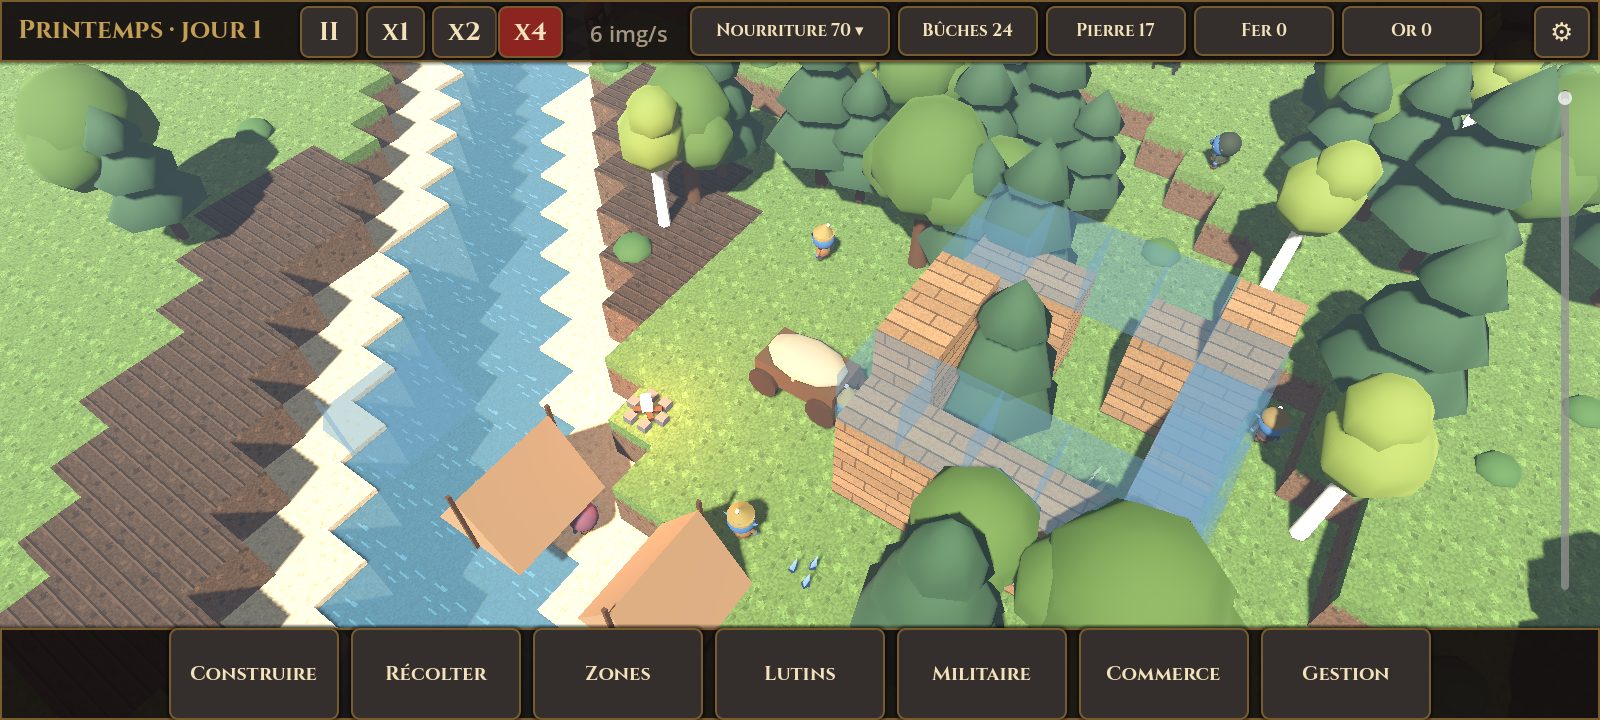 Printemps · jour 1
II
X1
X2
X4
6 img/s
Nourriture 70 ▾
Bûches 24
Pierre 17
Fer 0
Or 0
Construire
Récolter
Zones
Lutins
Militaire
Commerce
Gestion